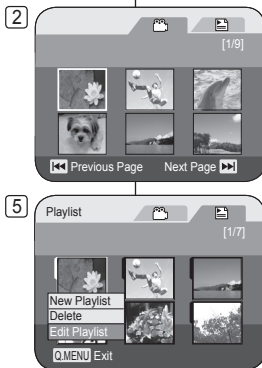 2
[1/9]
Previous Page Next Page
5
Playlist
[1/7]
New Playlist
Delete
Edit Playlist
Q.MENU Exit